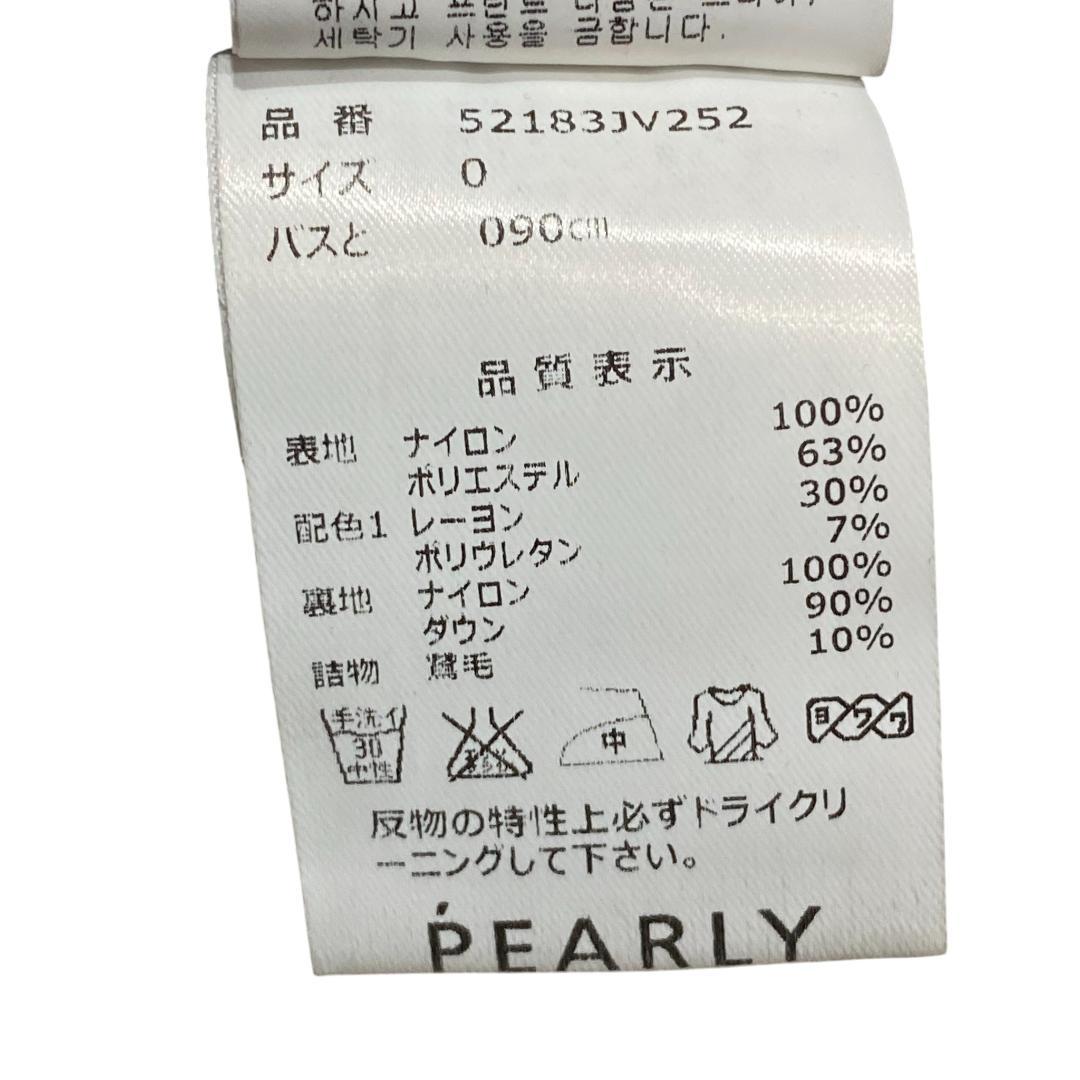 세탁기 사용을 금합니다.
品 番 52183JV252
サイズ 0
バスと 090cm
品質表示
表地 ナイロン 100%
ポリエステル 63%
配色1 レーヨン 30%
ポリウレタン 7%
裏地 ナイロン 100%
ダウン 90%
詰物 毛 10%
手洗イ
30
中性
中
ヨワク
反物の特性上必ずドライクリ
ーニングして下さい。
PEARLY